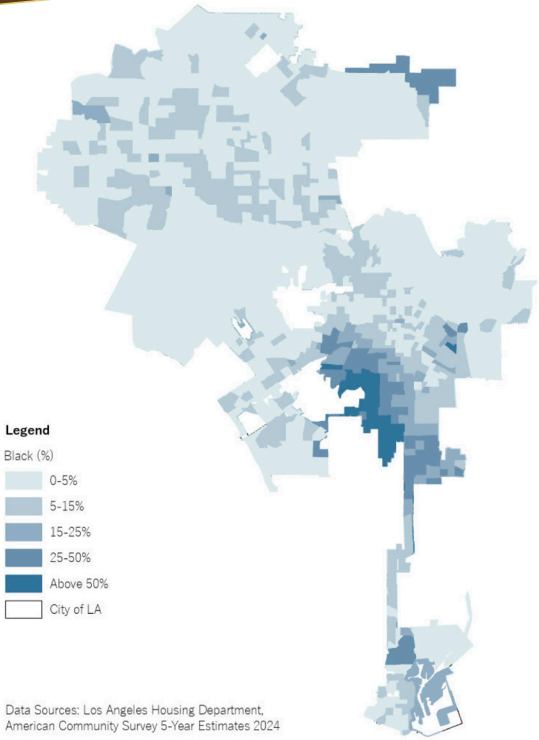 Legend
Black (%)
0-5%
5-15%
15-25%
25-50%
Above 50%
City of LA
Data Sources: Los Angeles Housing Department,
American Community Survey 5-Year Estimates 2024